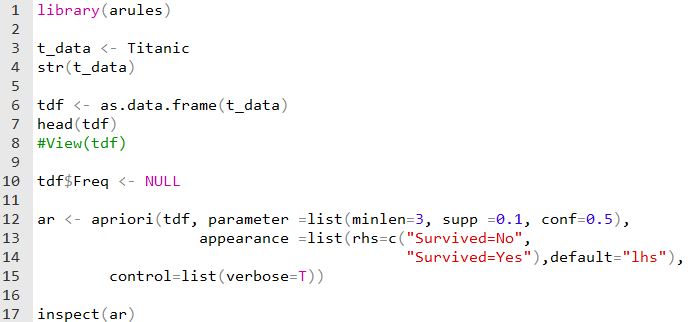 1 library(arules)
2
3 t_data <- Titanic
4 str(t_data)
5
6 tdf <- as.data.frame(t_data)
7 head(tdf)
8 #View(tdf)
9
10 tdf$Freq <- NULL
11
12 ar <- apriori(tdf, parameter =list(minlen=3, supp =0.1, conf=0.5),
13                   appearance =list(rhs=c("Survived=No",
14                                          "Survived=Yes"),default="lhs"),
15         control=list(verbose=T))
16
17 inspect(ar)